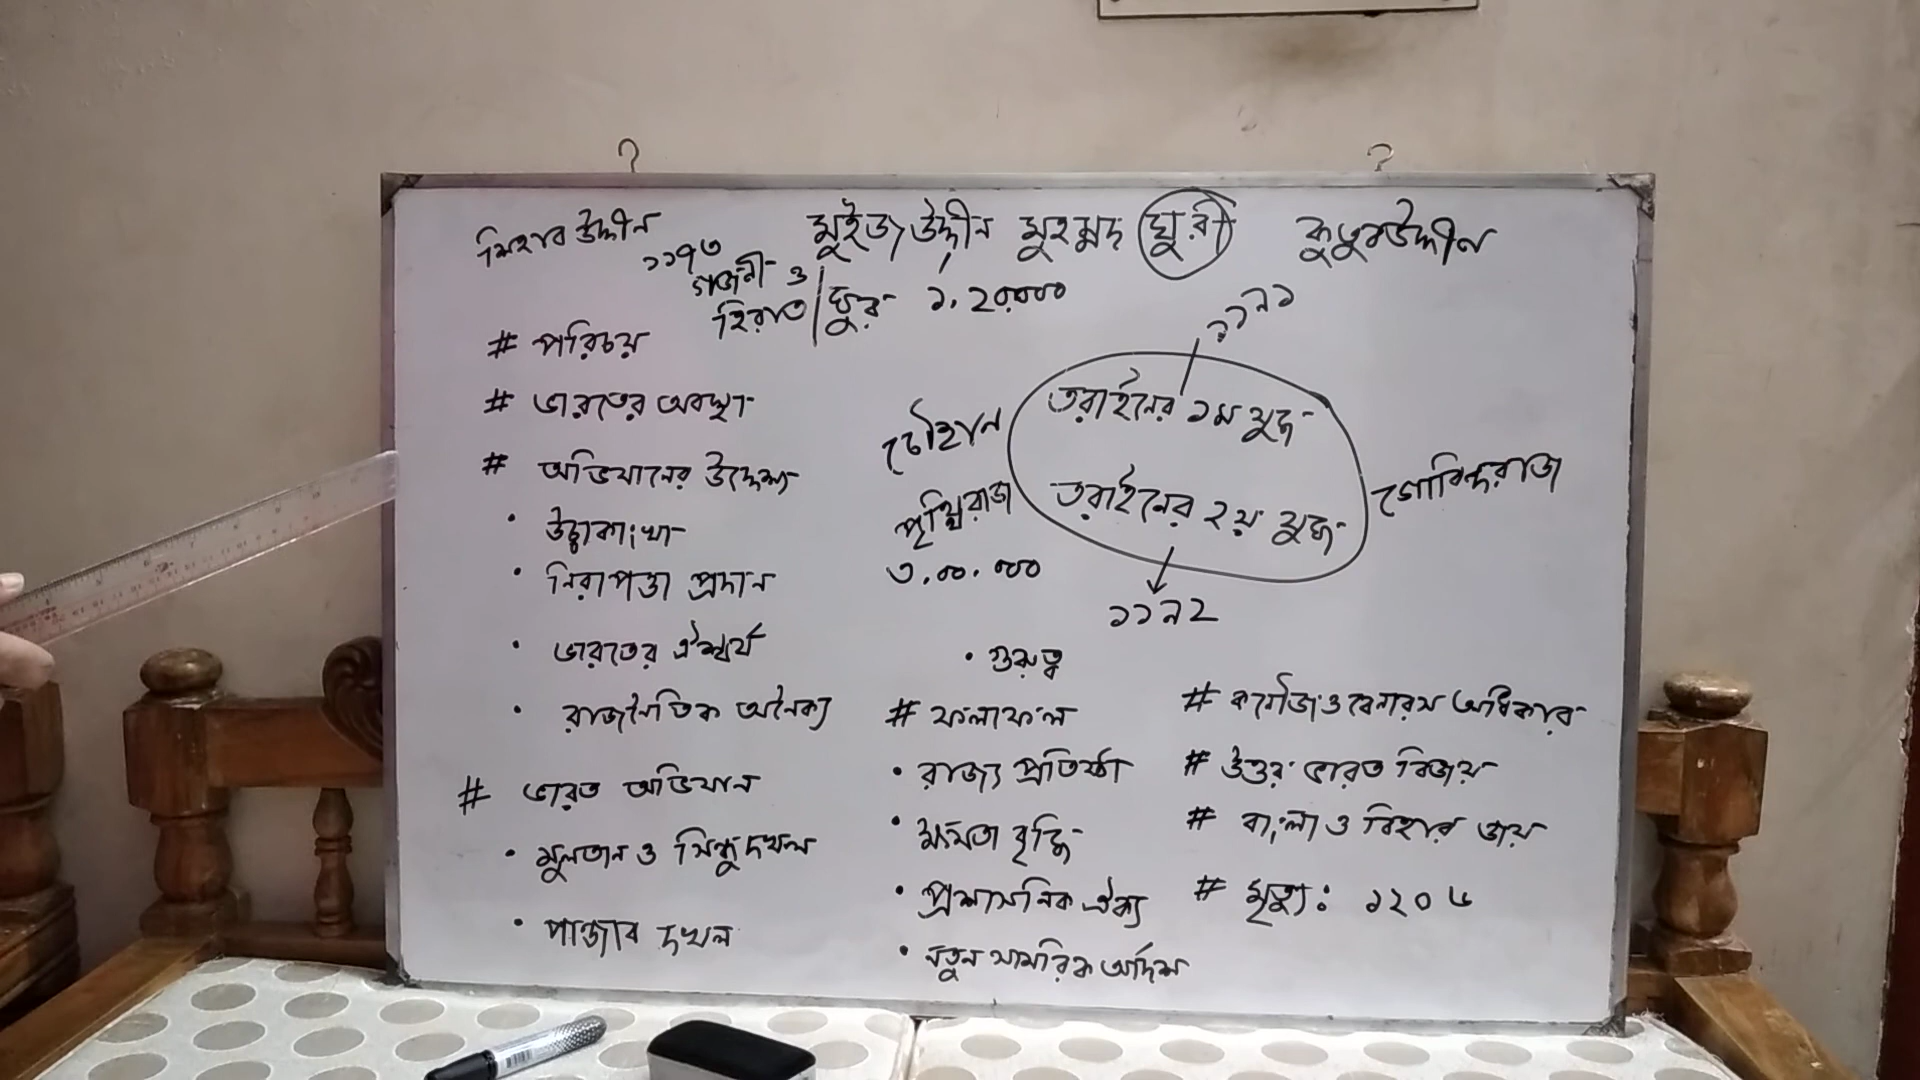 শিহাব উদ্দীন
মুইজ উদ্দীন মুহম্মদ ঘুরী
কুতুবউদ্দীন
১১৭৩
গজনী ও
হিরাত / ঘুর
১,২০০০০
# পরিচয়
# ভারতের অবস্থা
# অভিযানের উদ্দেশ্য
• উচ্চাকাংখা
• নিরাপত্তা প্রদান
• ভারতের ঐশ্বর্য
• রাজনৈতিক অনৈক্য
# ভারত অভিযান
• মুলতান ও সিন্ধু দখল
• পাঞ্জাব দখল
১১৯১
তরাইনের ১ম যুদ্ধ
তরাইনের ২য় যুদ্ধ
১১৯২
চৌহান
পৃথ্বিরাজ
৩,০০,০০০
গোবিন্দরাজ
• গুরুত্ব
# ফলাফল
• রাজ্য প্রতিষ্ঠা
• ক্ষমতা বৃদ্ধি
• প্রশাসনিক ঐক্য
• নতুন সামরিক আদর্শ
# কনৌজ ও বেনারস অধিকার
# উত্তর ভারত বিজয়
# বাংলা ও বিহার জয়
# মৃত্যু: ১২০৬